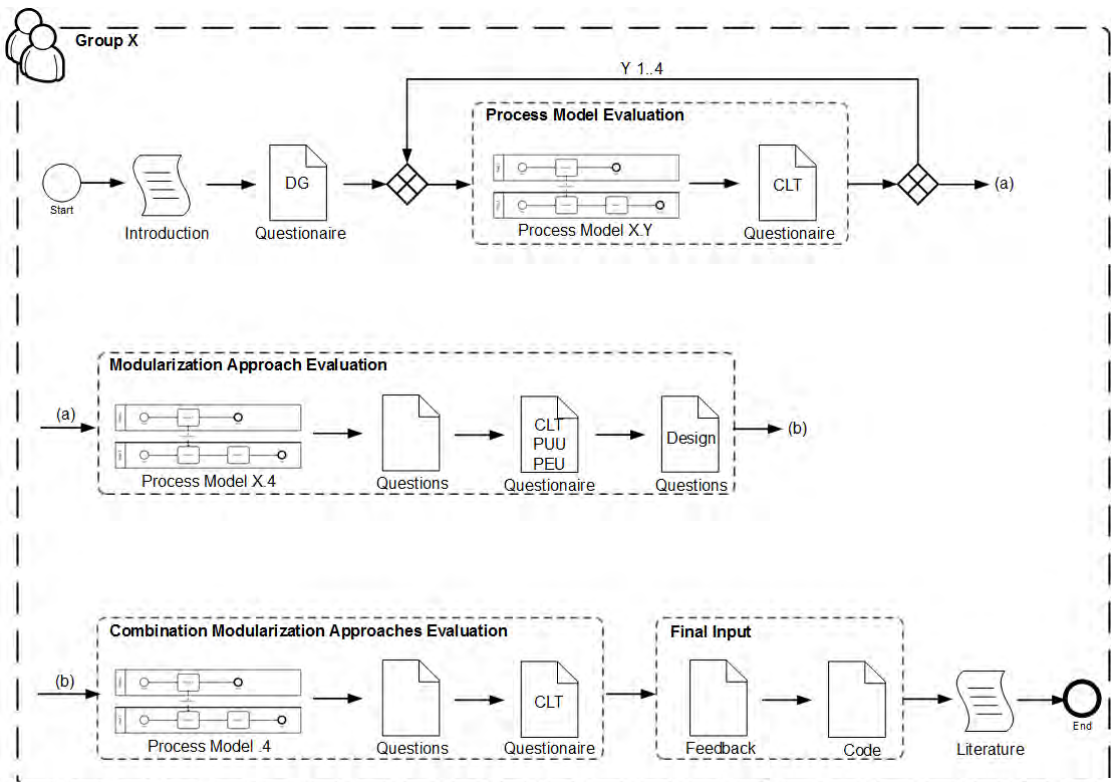 Group X
Y 1..4
Process Model Evaluation
DG
CLT
(a)
Start
Introduction
Questionaire
Process Model X.Y
Questionaire
Modularization Approach Evaluation
(a)
CLT
PUU
PEU
Design
(b)
Process Model X.4
Questions
Questionaire
Questions
Combination Modularization Approaches Evaluation
Final Input
(b)
CLT
Process Model .4
Questions
Questionaire
Feedback
Code
Literature
End